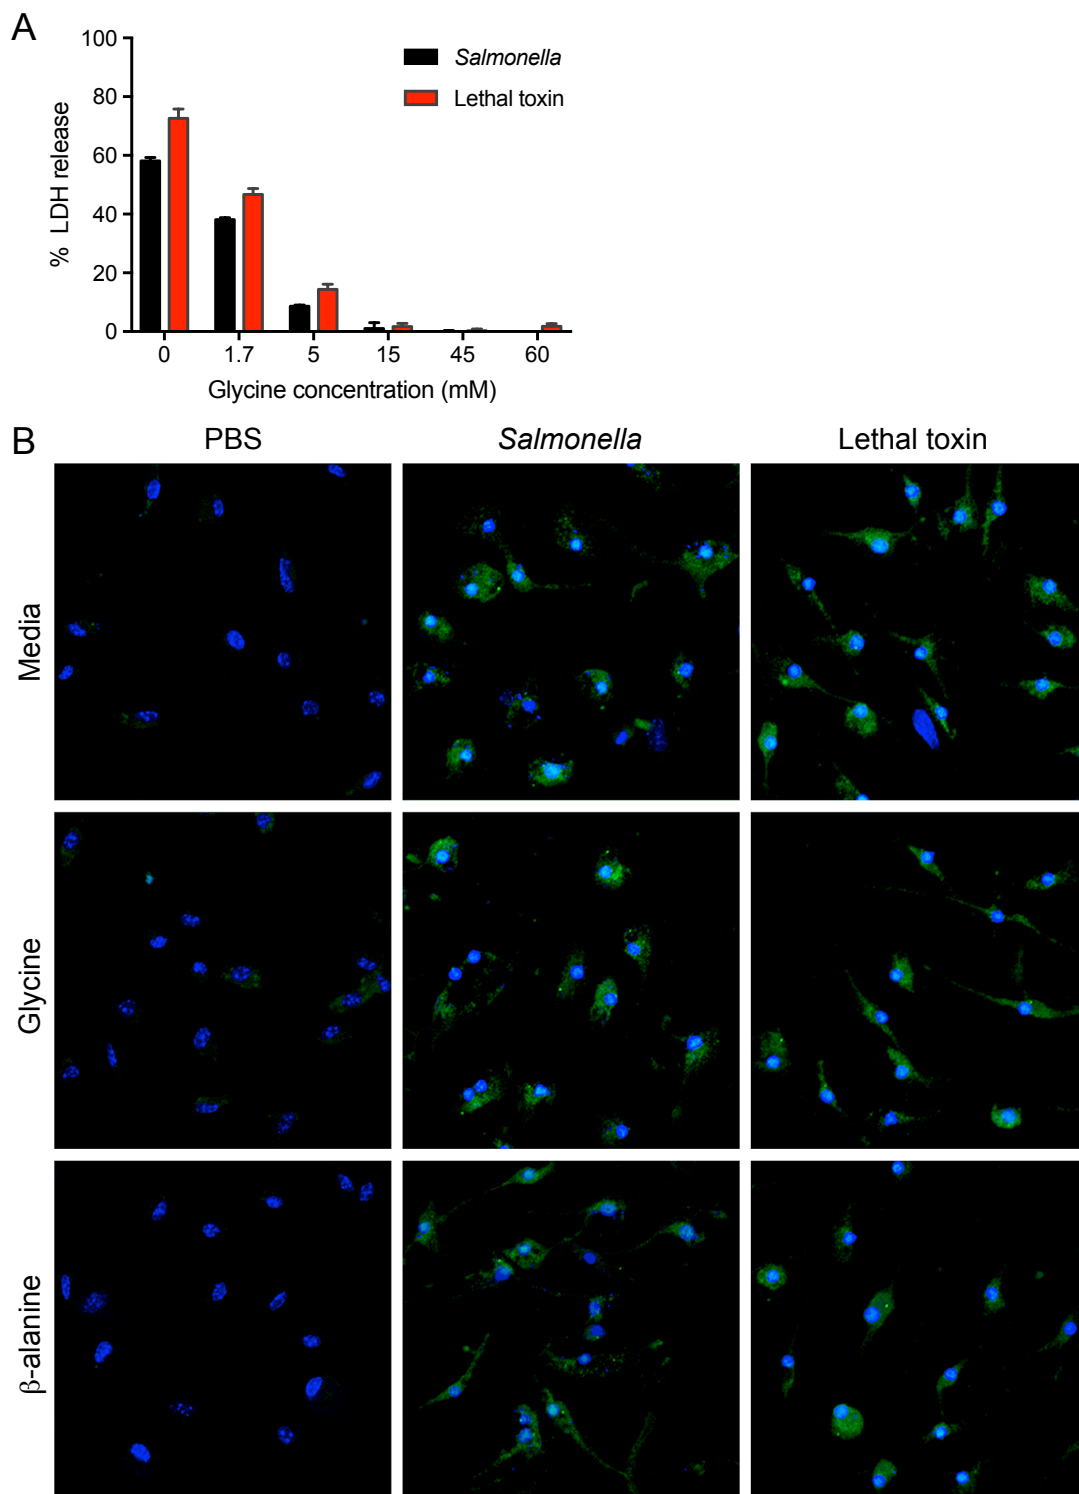 A
100
80
60
40
20
0
% LDH release
Salmonella
Lethal toxin
0 1.7 5 15 45 60
Glycine concentration (mM)
B
PBS Salmonella Lethal toxin
Media
Glycine
β-alanine